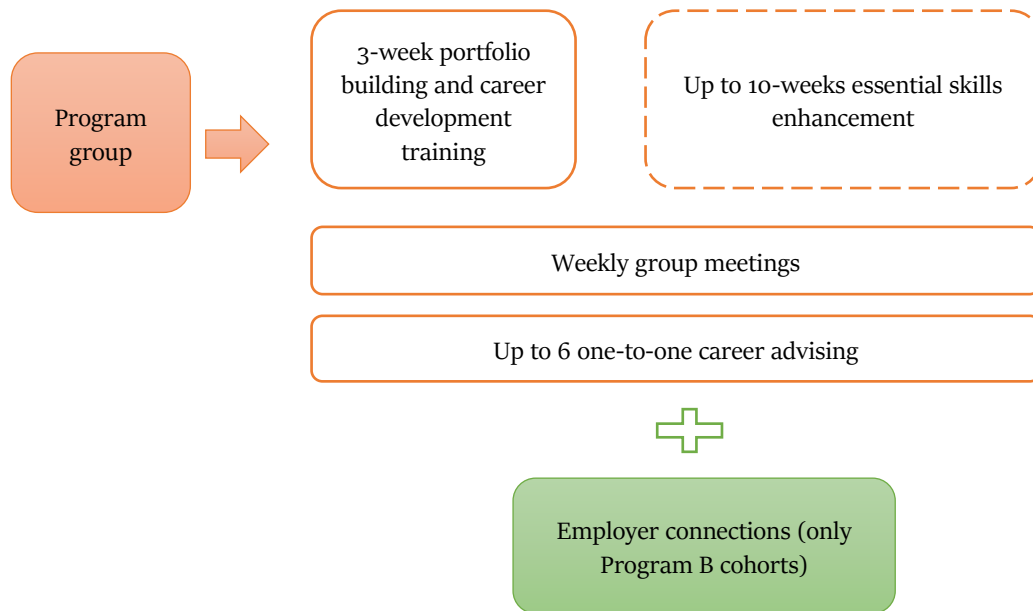 Program
group
3-week portfolio
building and career
development
training
Up to 10-weeks essential skills
enhancement
Weekly group meetings
Up to 6 one-to-one career advising
Employer connections (only
Program B cohorts)